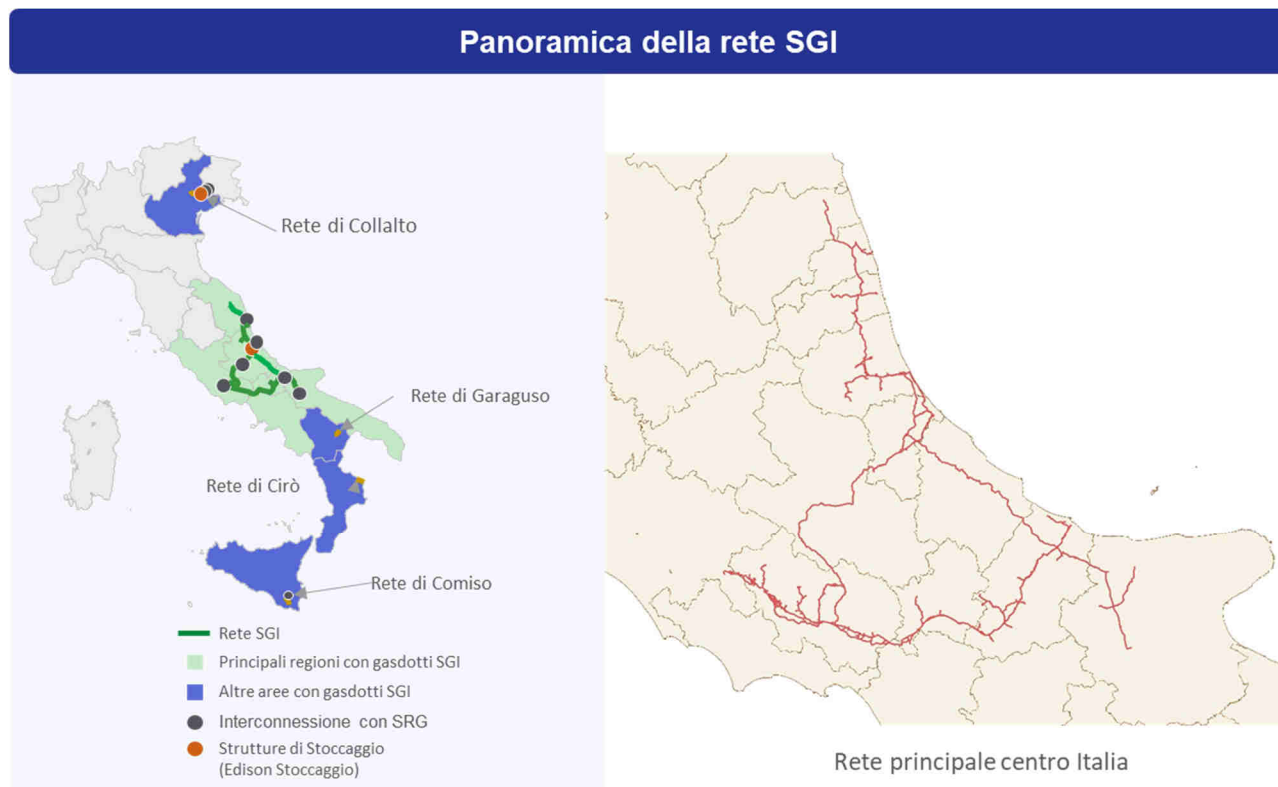 Panoramica della rete SGI
Rete di Collalto
Rete di Garaguso
Rete di Cirò
Rete di Comiso
Rete SGI
Principali regioni con gasdotti SGI
Altre aree con gasdotti SGI
Interconnessione con SRG
Strutture di Stoccaggio
(Edison Stoccaggio)
Rete principale centro Italia